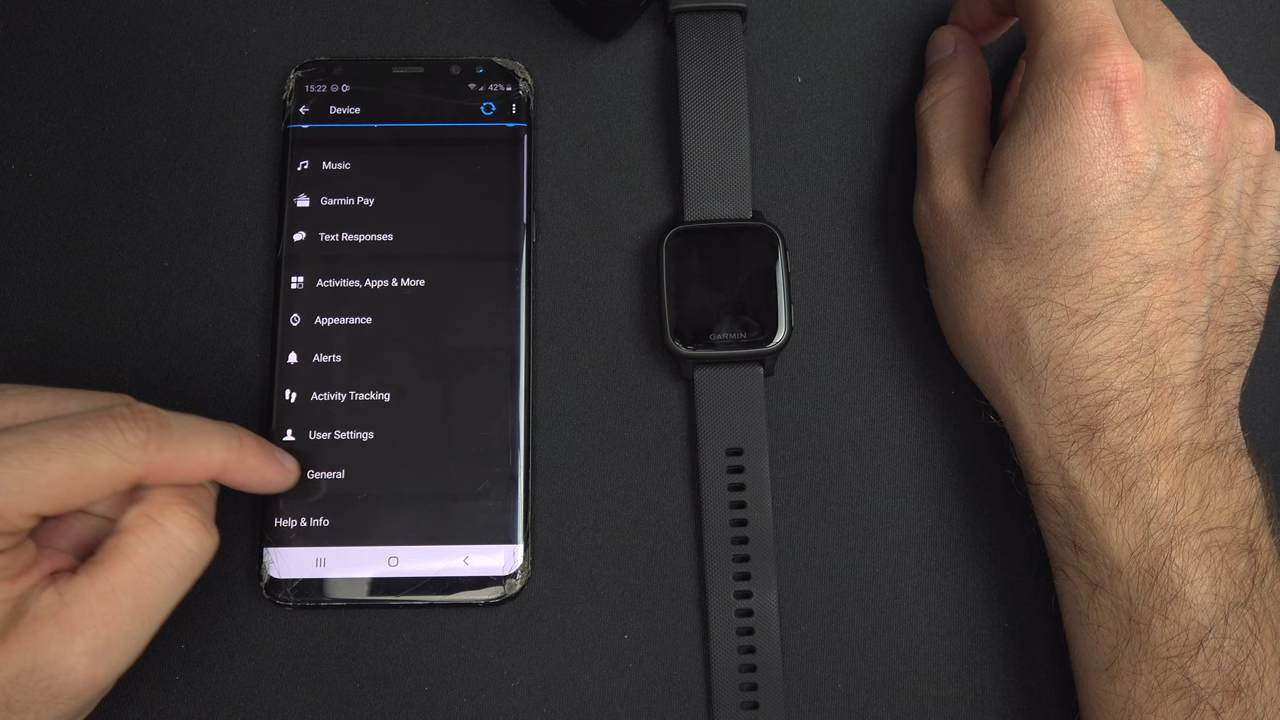 15:22
42%
Device
Music
Garmin Pay
Text Responses
Activities, Apps & More
Appearance
Alerts
Activity Tracking
User Settings
General
Help & Info
GARMIN